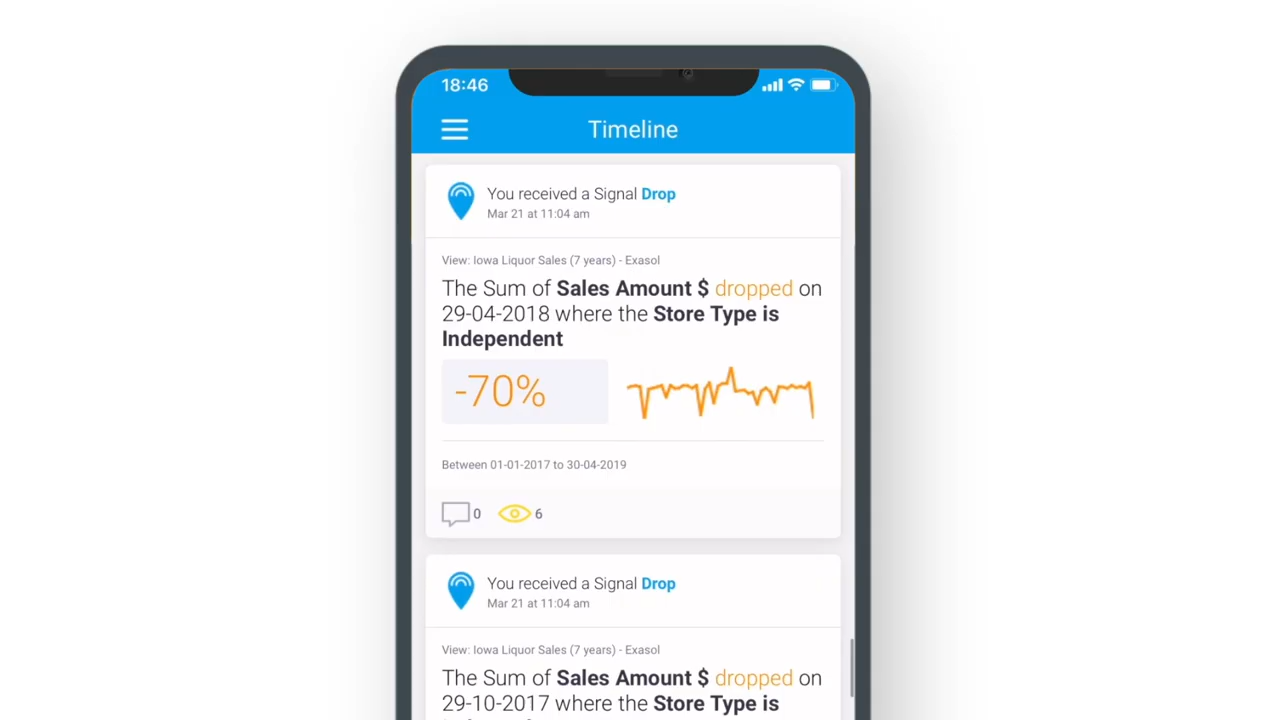 18:46
Timeline
You received a Signal Drop
Mar 21 at 11:04 am
View: Iowa Liquor Sales (7 years) - Exasol
The Sum of Sales Amount $ dropped on
29-04-2018 where the Store Type is
Independent
-70%
Between 01-01-2017 to 30-04-2019
0 6
You received a Signal Drop
Mar 21 at 11:04 am
View: Iowa Liquor Sales (7 years) - Exasol
The Sum of Sales Amount $ dropped on
29-10-2017 where the Store Type is